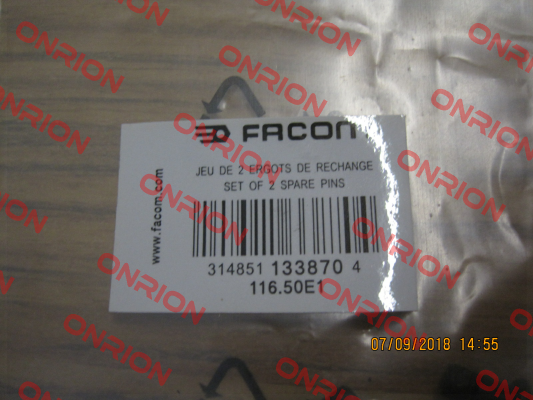 FACOM
JEU DE 2 ERGOTS DE RECHANGE
SET OF 2 SPARE PINS
www.facom.com
314851 133870 4
116.50E1
07/09/2018 14:55
ONRION
ONRION
ONRION
ONRION
ONRION
ONRION
ONRION
ONRION
ONRION
ONRION
ONRION
ONRION